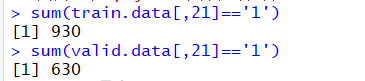 > sum(train.data[,21]=='1')
[1] 930
> sum(valid.data[,21]=='1')
[1] 630